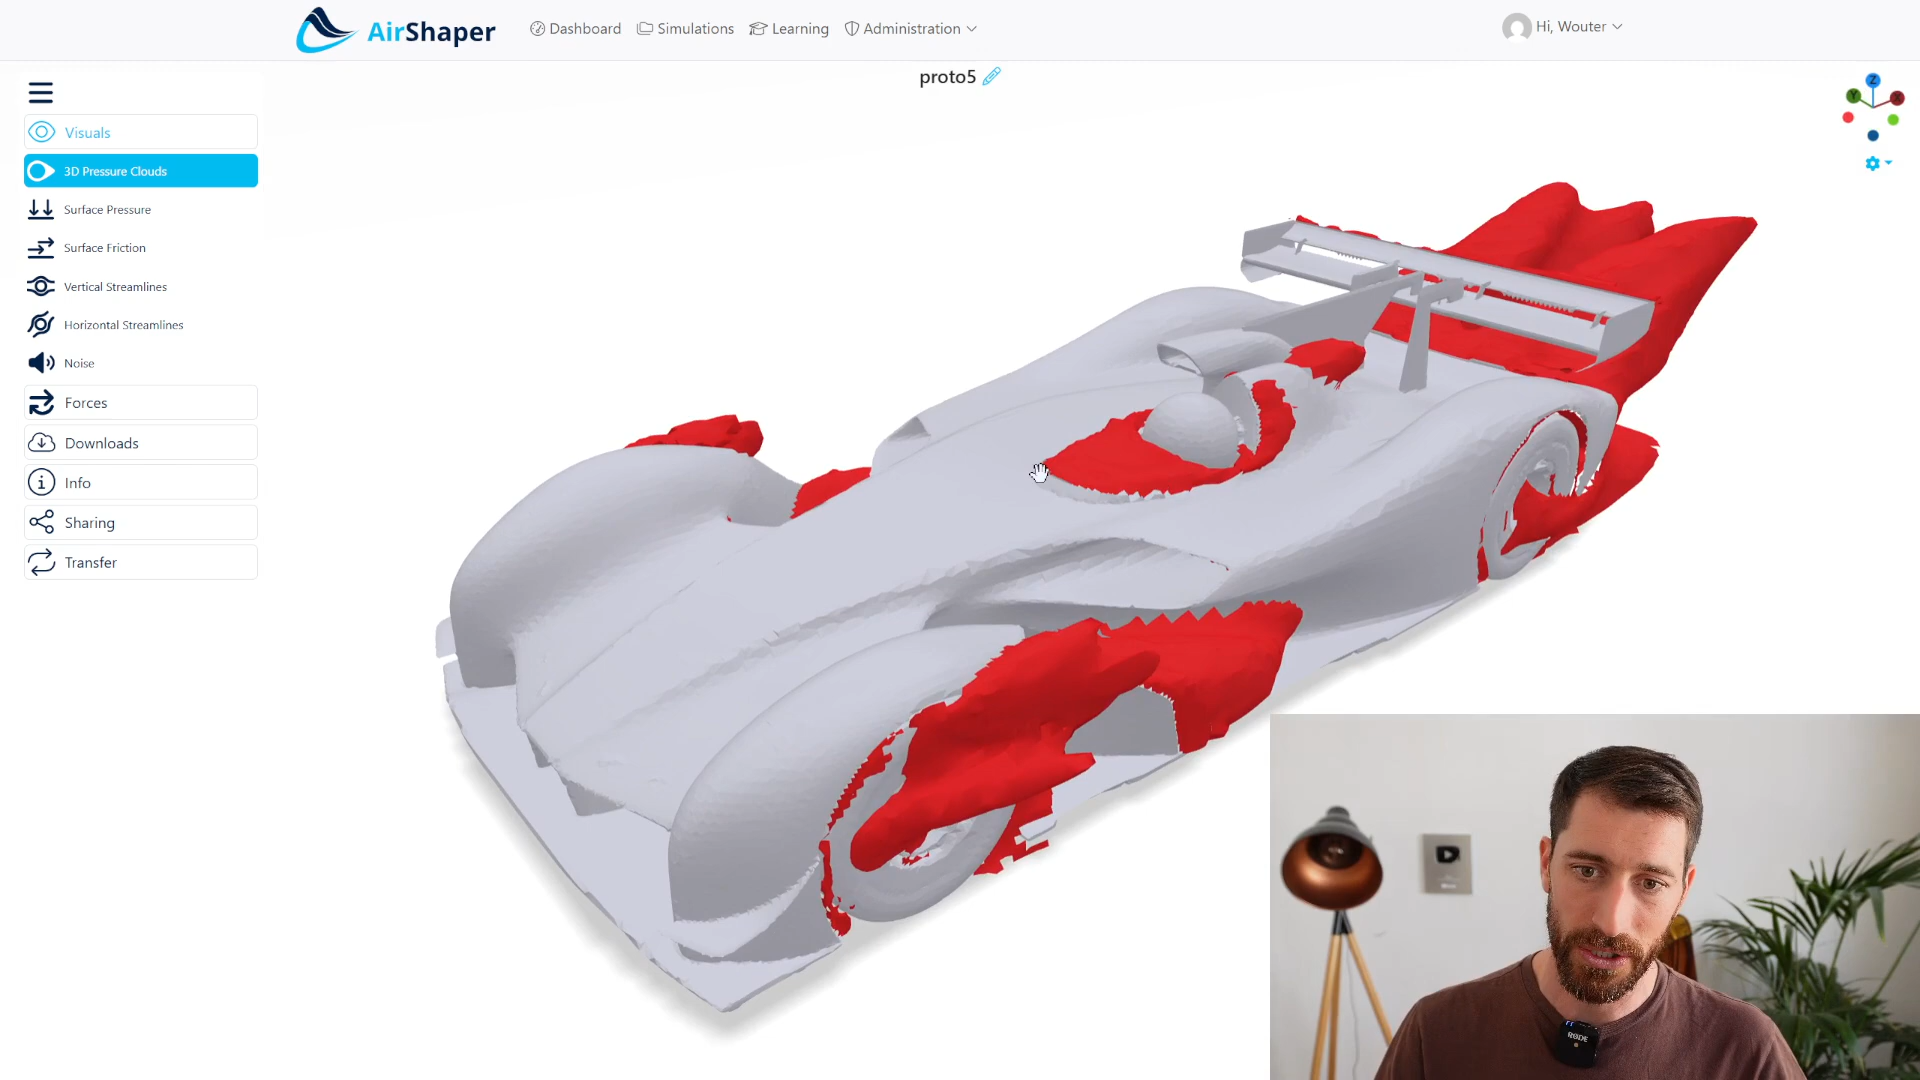 AirShaper
Dashboard
Simulations
Learning
Administration
Hi, Wouter
proto5
Visuals
3D Pressure Clouds
Surface Pressure
Surface Friction
Vertical Streamlines
Horizontal Streamlines
Noise
Forces
Downloads
Info
Sharing
Transfer
Z
Y
X
RODE